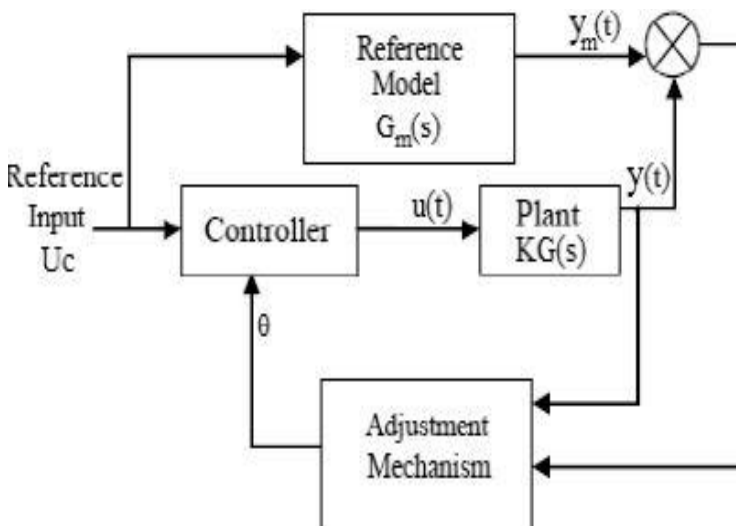 y_m(t)
Reference
Model
G_m(s)
Reference
Input
Uc
Controller
u(t)
Plant
KG(s)
y(t)
θ
Adjustment
Mechanism